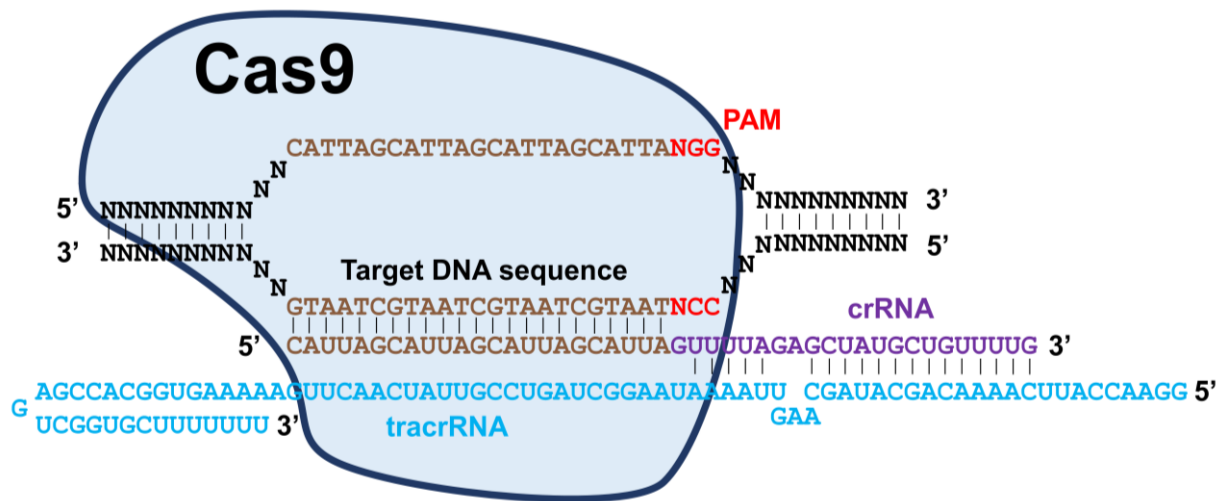 Cas9
PAM
CATTAGCATTAGCATTAGCATTANGG
N
N
N
N
5’ NNNNNNNNN
NNNNNNNNN 3’
3’ NNNNNNNNN
NNNNNNNNN 5’
N
N
N
N
Target DNA sequence
GTAATCGTAATCGTAATCGTAATNCC
crRNA
5’ CAUUAGCAUUAGCAUUAGCAUUAGUUUUAGAGCUAUGCUGUUUUG 3’
AGCCACGGUGAAAAAGUUCAACUAUUGCCUGAUCGGAAUAAAAUU CGAUACGACAAAACUUACCAAGG 5’
G
GAA
UCGGUGCUUUUUUU 3’
tracrRNA